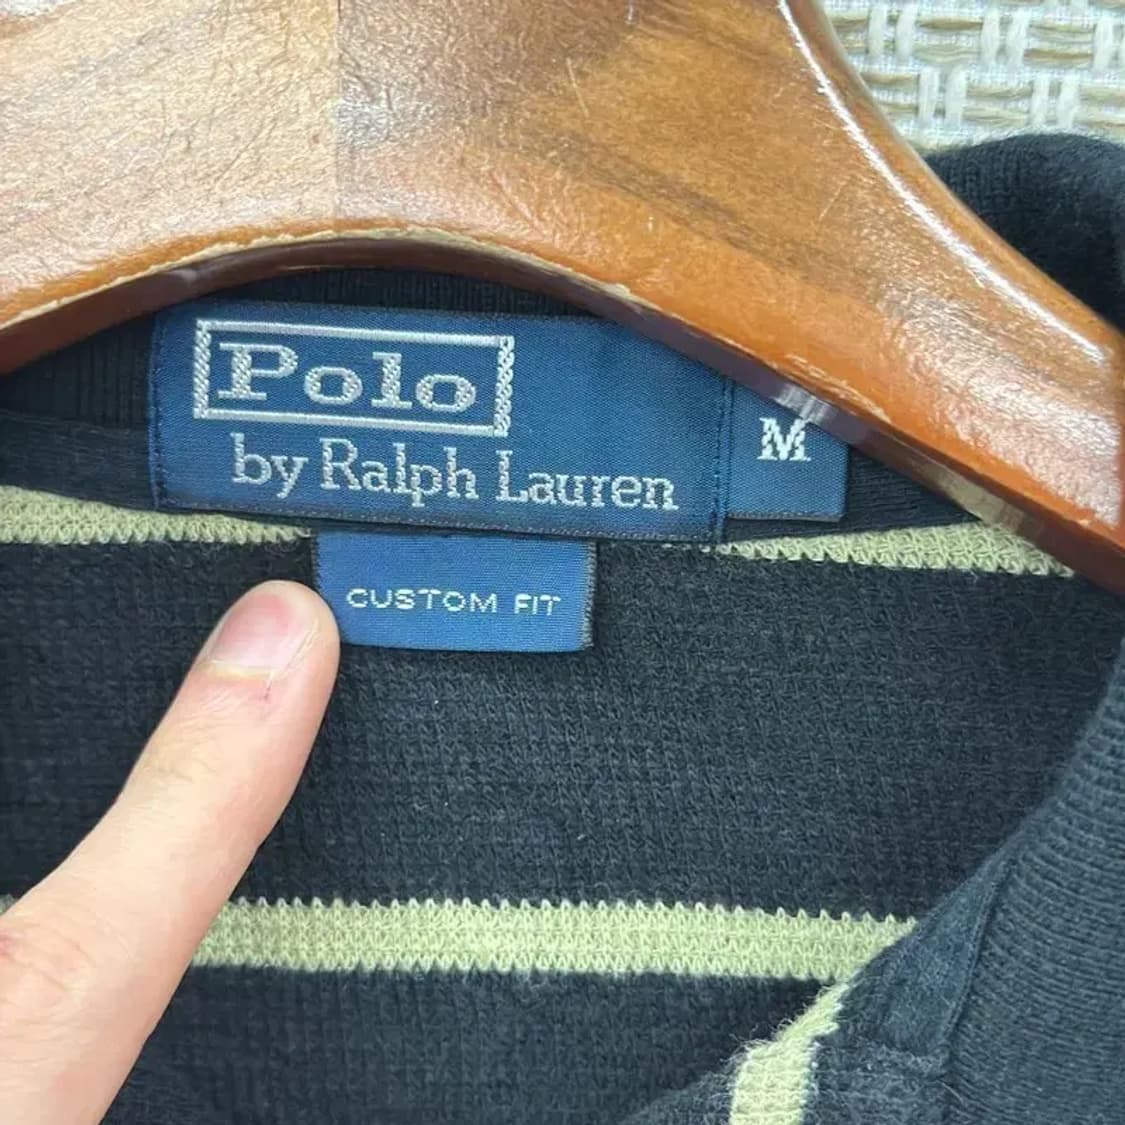 Polo
by Ralph Lauren
M
CUSTOM FIT